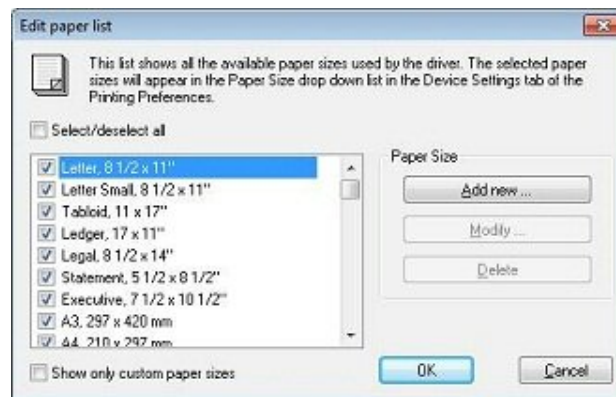 Edit paper list
This list shows all the available paper sizes used by the driver. The selected paper
sizes will appear in the Paper Size drop down list in the Device Settings tab of the
Printing Preferences.
Select/deselect all
Letter, 8 1/2 x 11"
Letter Small, 8 1/2 x 11"
Tabloid, 11 x 17"
Ledger, 17 x 11"
Legal, 8 1/2 x 14"
Statement, 5 1/2 x 8 1/2"
Executive, 7 1/2 x 10 1/2"
A3, 297 x 420 mm
A4, 210 x 297 mm
Paper Size
Add new ...
Modify ...
Delete
Show only custom paper sizes
OK
Cancel